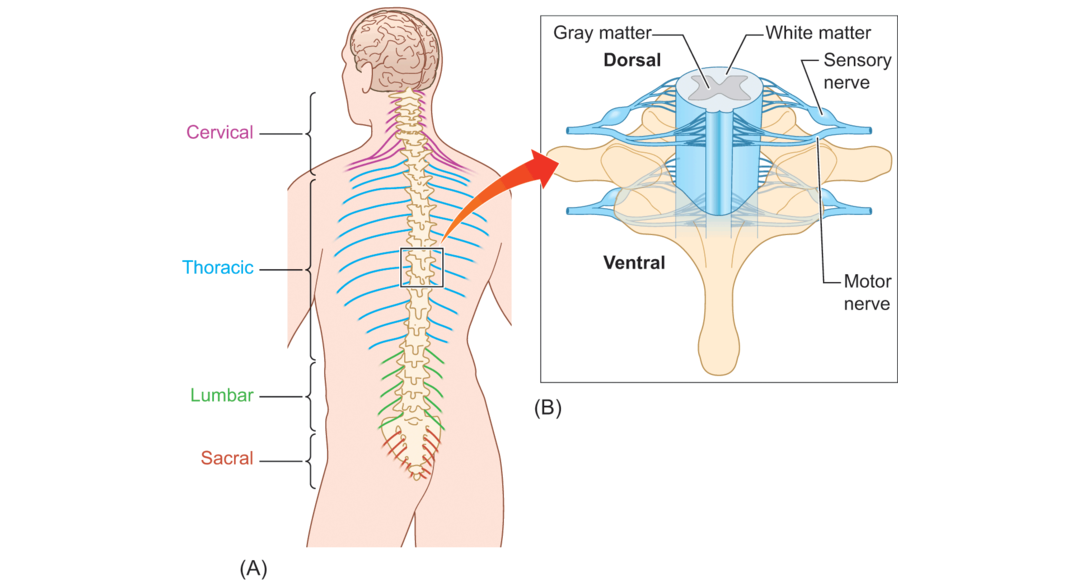 Cervical
Thoracic
Lumbar
Sacral
(A)
Gray matter
White matter
Dorsal
Sensory
nerve
Ventral
Motor
nerve
(B)